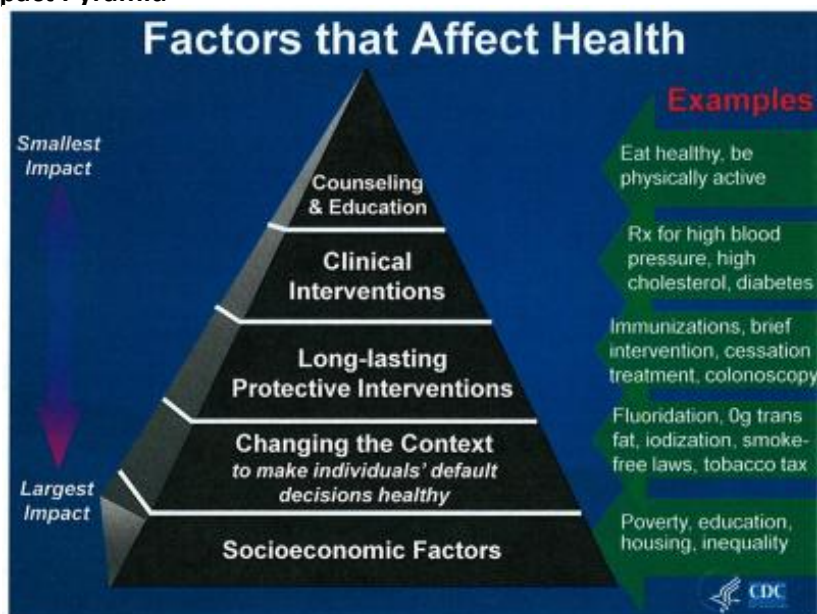 Factors that Affect Health
Examples
Smallest
Impact
Largest
Impact
Counseling
& Education
Eat healthy, be
physically active
Clinical
Interventions
Rx for high blood
pressure, high
cholesterol, diabetes
Long-lasting
Protective Interventions
Immunizations, brief
intervention, cessation
treatment, colonoscopy
Changing the Context
to make individuals' default
decisions healthy
Fluoridation, 0g trans
fat, iodization, smoke-
free laws, tobacco tax
Socioeconomic Factors
Poverty, education,
housing, inequality
CDC